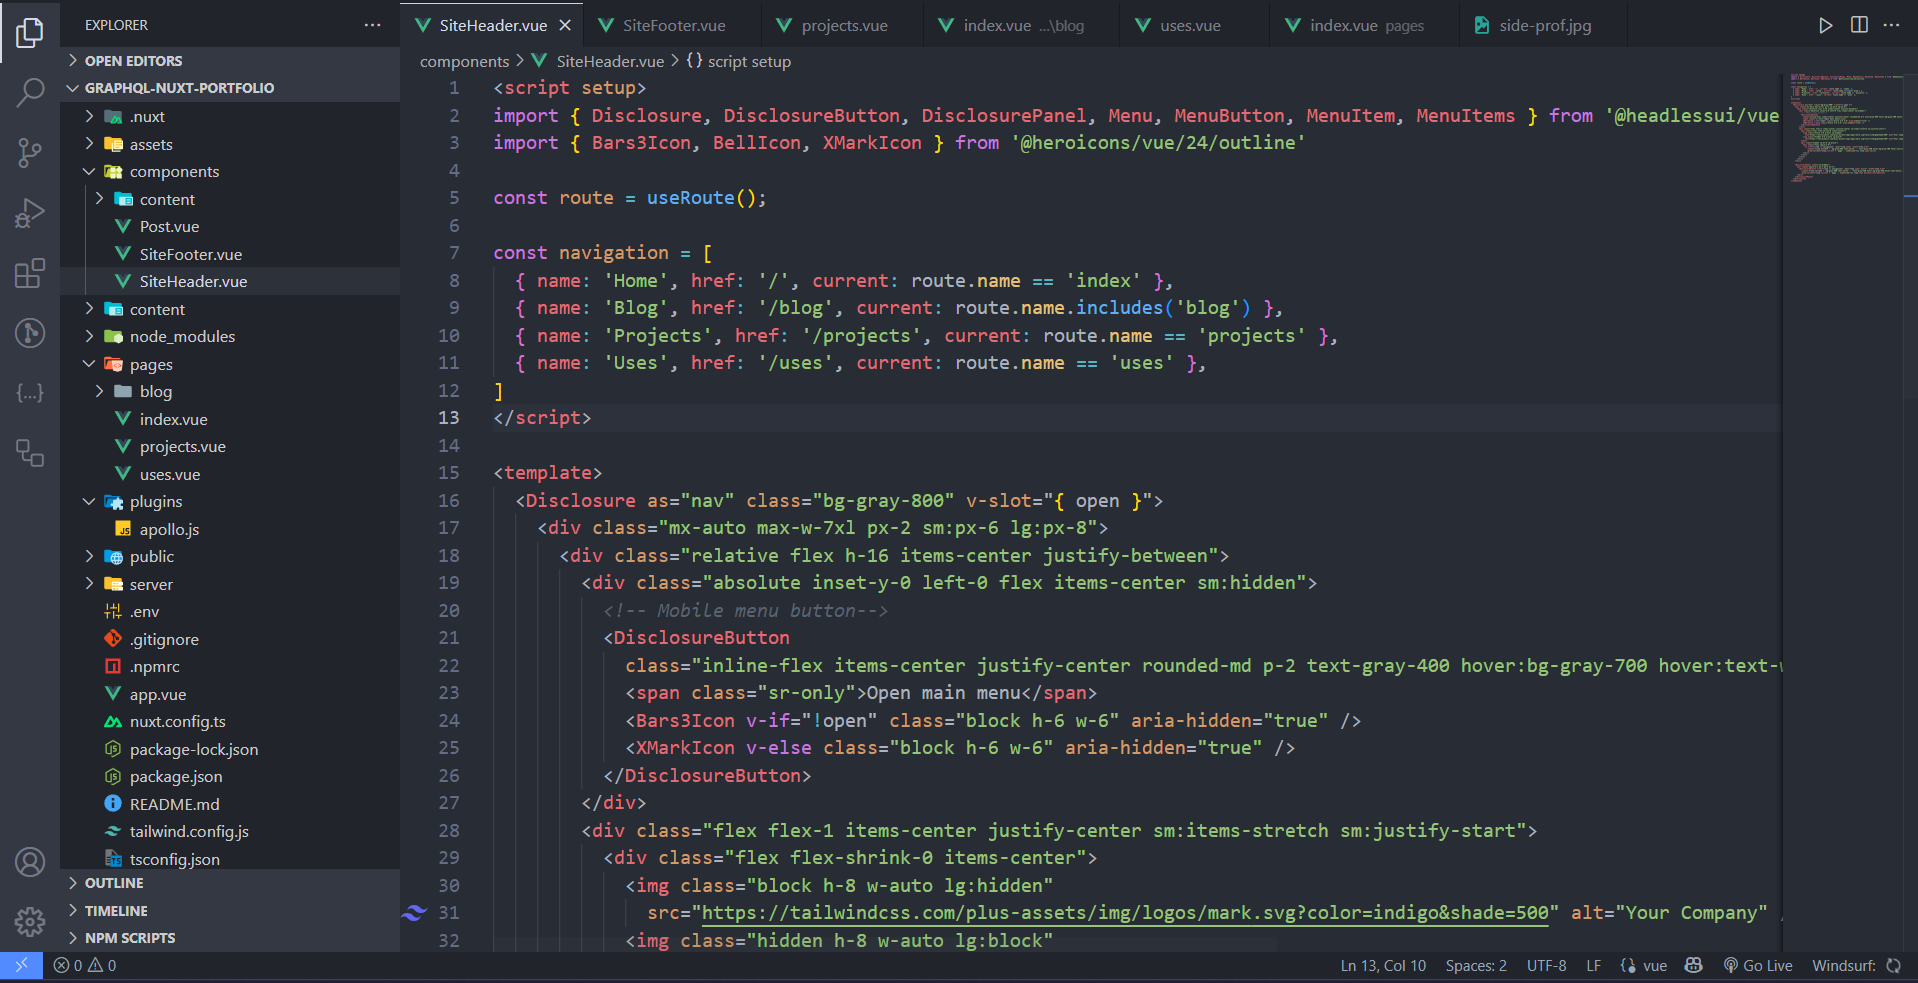 EXPLORER
OPEN EDITORS
GRAPHQL-NUXT-PORTFOLIO
.nuxt
assets
components
content
Post.vue
SiteFooter.vue
SiteHeader.vue
content
node_modules
pages
blog
index.vue
projects.vue
uses.vue
plugins
apollo.js
public
server
.env
.gitignore
.npmrc
app.vue
nuxt.config.ts
package-lock.json
package.json
README.md
tailwind.config.js
tsconfig.json
OUTLINE
TIMELINE
NPM SCRIPTS
SiteHeader.vue SiteFooter.vue projects.vue index.vue ...\blog uses.vue index.vue pages side-prof.jpg
components > SiteHeader.vue > {} script setup
1 <script setup>
2 import { Disclosure, DisclosureButton, DisclosurePanel, Menu, MenuButton, MenuItem, MenuItems } from '@headlessui/vue
3 import { Bars3Icon, BellIcon, XMarkIcon } from '@heroicons/vue/24/outline'
4
5 const route = useRoute();
6
7 const navigation = [
8   { name: 'Home', href: '/', current: route.name == 'index' },
9   { name: 'Blog', href: '/blog', current: route.name.includes('blog') },
10   { name: 'Projects', href: '/projects', current: route.name == 'projects' },
11   { name: 'Uses', href: '/uses', current: route.name == 'uses' },
12 ]
13 </script>
14
15 <template>
16   <Disclosure as="nav" class="bg-gray-800" v-slot="{ open }">
17     <div class="mx-auto max-w-7xl px-2 sm:px-6 lg:px-8">
18       <div class="relative flex h-16 items-center justify-between">
19         <div class="absolute inset-y-0 left-0 flex items-center sm:hidden">
20           <!-- Mobile menu button-->
21           <DisclosureButton
22             class="inline-flex items-center justify-center rounded-md p-2 text-gray-400 hover:bg-gray-700 hover:text-
23             <span class="sr-only">Open main menu</span>
24             <Bars3Icon v-if="!open" class="block h-6 w-6" aria-hidden="true" />
25             <XMarkIcon v-else class="block h-6 w-6" aria-hidden="true" />
26           </DisclosureButton>
27         </div>
28         <div class="flex flex-1 items-center justify-center sm:items-stretch sm:justify-start">
29           <div class="flex flex-shrink-0 items-center">
30             <img class="block h-8 w-auto lg:hidden"
31               src="https://tailwindcss.com/plus-assets/img/logos/mark.svg?color=indigo&shade=500" alt="Your Company"
32             <img class="hidden h-8 w-auto lg:block"
0 0 Ln 13, Col 10 Spaces: 2 UTF-8 LF vue Go Live Windsurf: